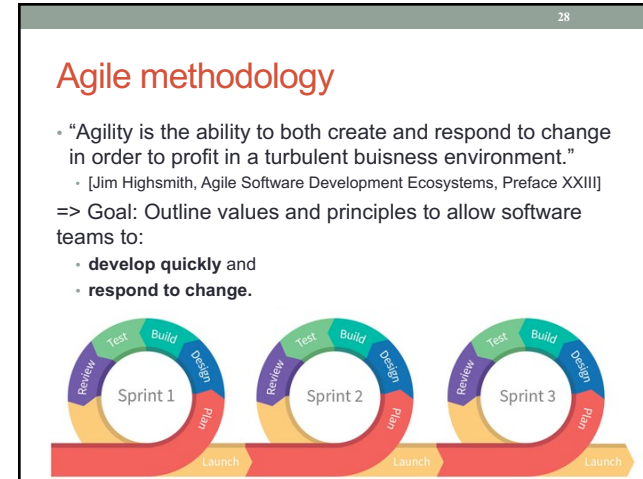 28
Agile methodology
• “Agility is the ability to both create and respond to change
in order to profit in a turbulent buisness environment.”
• [Jim Highsmith, Agile Software Development Ecosystems, Preface XXIII]
=> Goal: Outline values and principles to allow software
teams to:
• develop quickly and
• respond to change.
Review
Test
Build
Design
Plan
Sprint 1
Launch
Review
Test
Build
Design
Plan
Sprint 2
Launch
Review
Test
Build
Design
Plan
Sprint 3
Launch